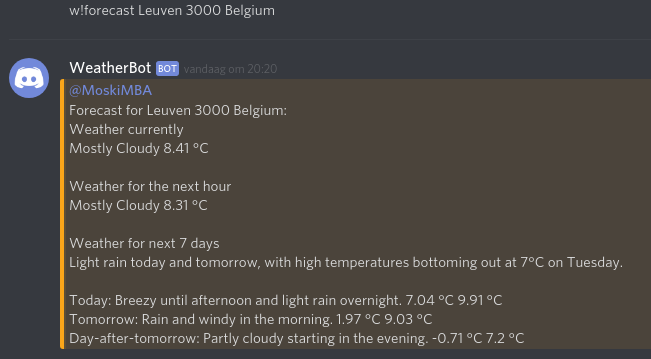 w!forecast Leuven 3000 Belgium
WeatherBot BOT vandaag om 20:20
@MoskiMBA
Forecast for Leuven 3000 Belgium:
Weather currently
Mostly Cloudy 8.41 °C
Weather for the next hour
Mostly Cloudy 8.31 °C
Weather for next 7 days
Light rain today and tomorrow, with high temperatures bottoming out at 7°C on Tuesday.
Today: Breezy until afternoon and light rain overnight. 7.04 °C 9.91 °C
Tomorrow: Rain and windy in the morning. 1.97 °C 9.03 °C
Day-after-tomorrow: Partly cloudy starting in the evening. -0.71 °C 7.2 °C